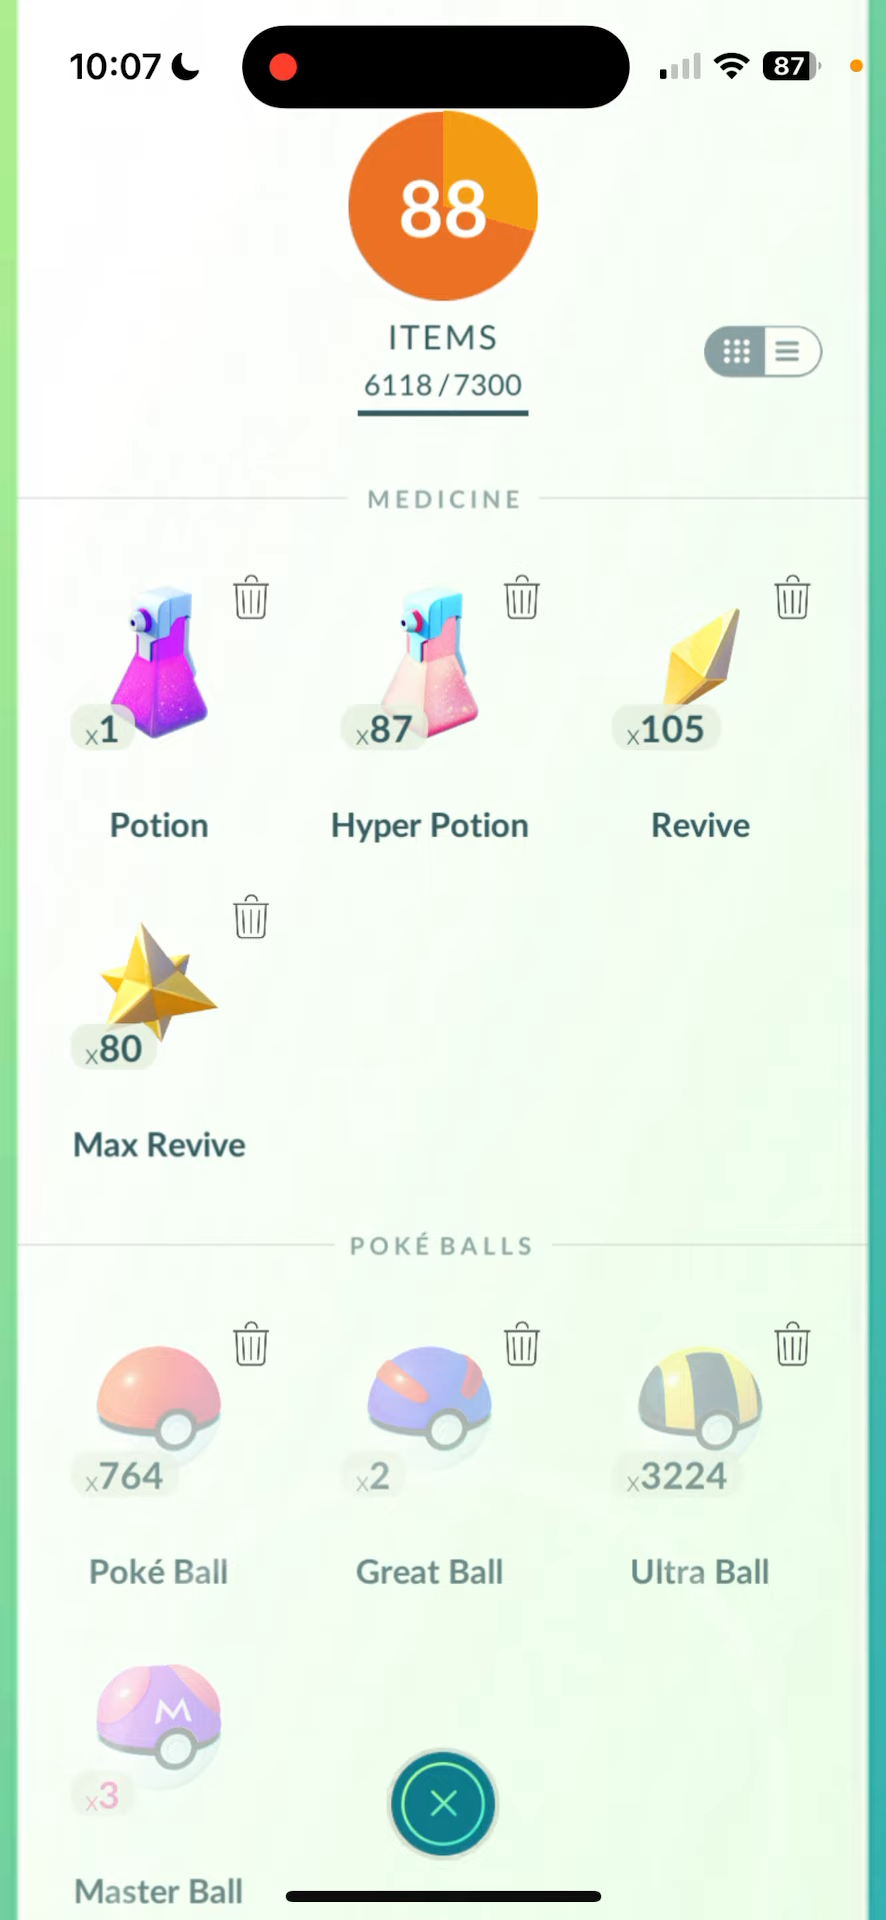 10:07
87
88
ITEMS
6118 / 7300
MEDICINE
x1
x87
x105
Potion
Hyper Potion
Revive
x80
Max Revive
POKÉ BALLS
x764
x2
x3224
Poké Ball
Great Ball
Ultra Ball
M
x3
Master Ball